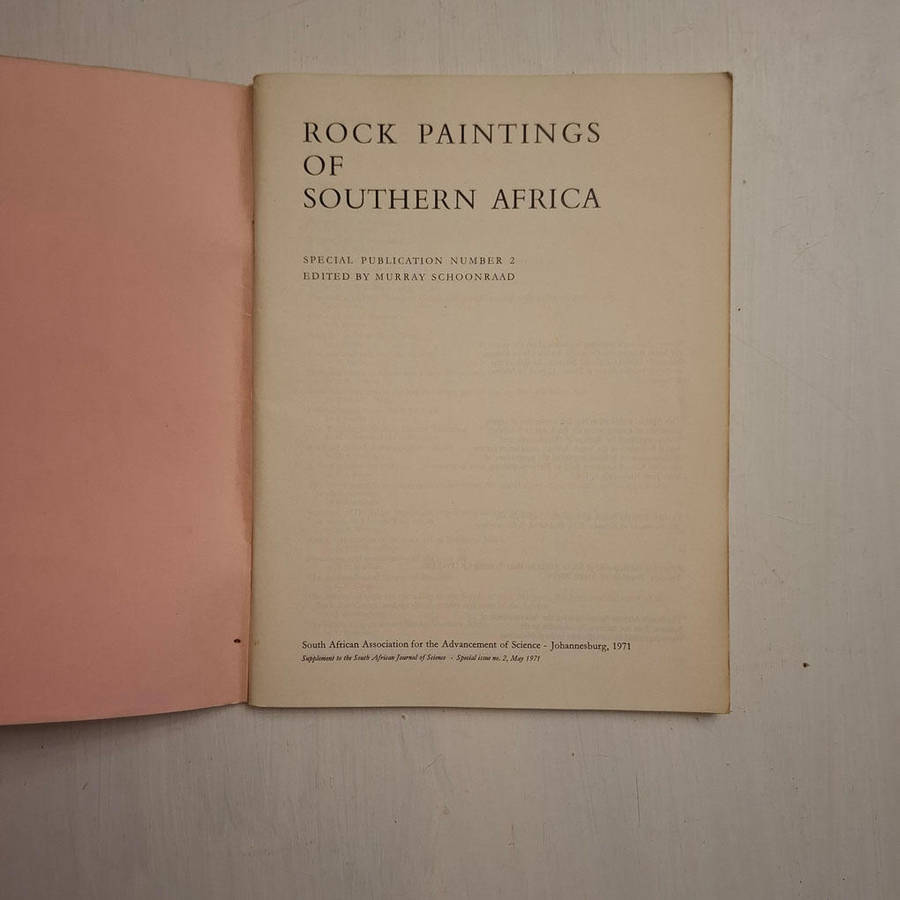 ROCK PAINTINGS
OF
SOUTHERN AFRICA
SPECIAL PUBLICATION NUMBER 2
EDITED BY MURRAY SCHOONRAAD
South African Association for the Advancement of Science - Johannesburg, 1971
Supplement to the South African Journal of Science - Special issue no. 2, May 1971